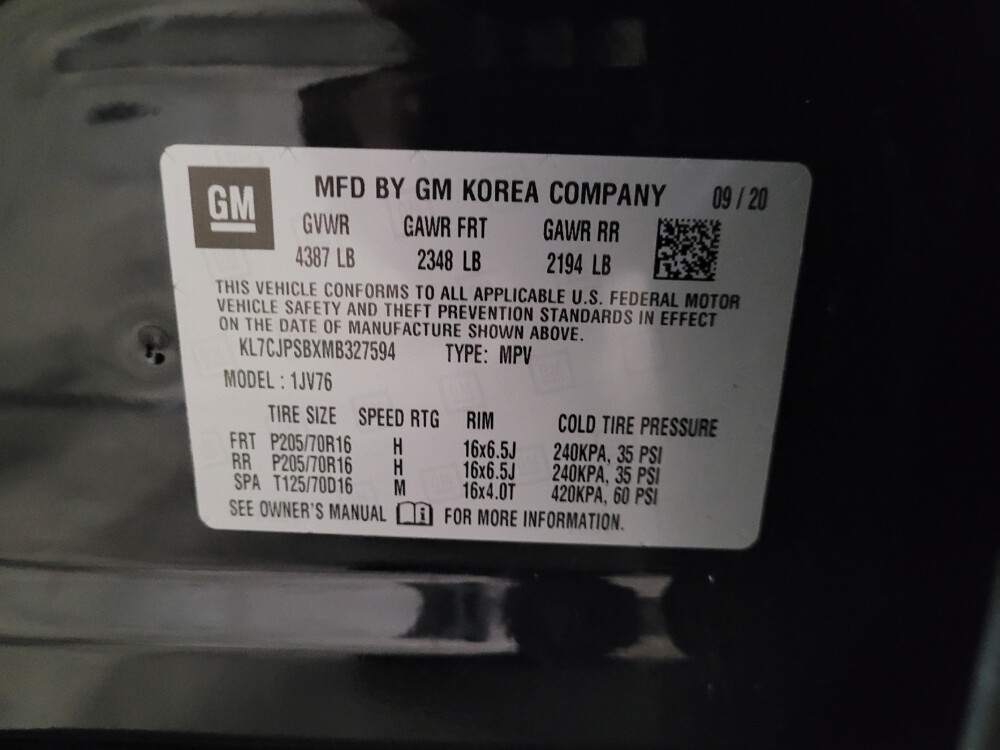 GM MFD BY GM KOREA COMPANY 09 / 20
GVWR GAWR FRT GAWR RR
4387 LB 2348 LB 2194 LB
THIS VEHICLE CONFORMS TO ALL APPLICABLE U.S. FEDERAL MOTOR
VEHICLE SAFETY AND THEFT PREVENTION STANDARDS IN EFFECT
ON THE DATE OF MANUFACTURE SHOWN ABOVE.
KL7CJPSBXMB327594 TYPE: MPV
MODEL : 1JV76
TIRE SIZE SPEED RTG RIM COLD TIRE PRESSURE
FRT P205/70R16 H 16x6.5J 240KPA, 35 PSI
RR P205/70R16 H 16x6.5J 240KPA, 35 PSI
SPA T125/70D16 M 16x4.0T 420KPA, 60 PSI
SEE OWNER'S MANUAL i FOR MORE INFORMATION.